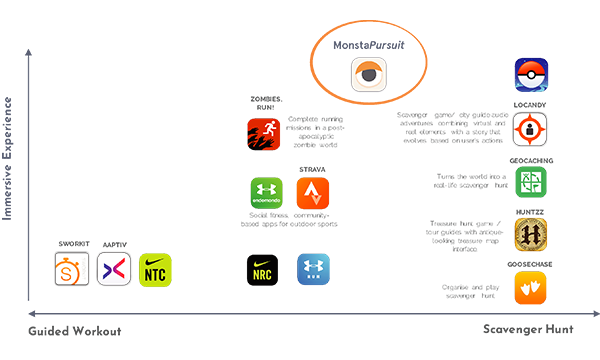 MonstaPursuit
Immersive Experience
ZOMBIES,
RUN!
Complete running
missions in a post-
apocalyptic
zombie world
LOCANDY
Scavenger game/ city guide:audio
adventures combining virtual and
real elements with a story that
evolves based on user's actions
GEOCACHING
Turns the world into a
real-life scavenger hunt
STRAVA
endomondo
Social fitness, community-
based apps for outdoor sports
HUNTZZ
Treasure hunt game /
tour guides with antique-
looking treasure map
interface.
SWORKIT
S
AAPTIV
NTC
NRC
GOOSECHASE
Organise and play
scavenger hunt
Guided Workout
Scavenger Hunt